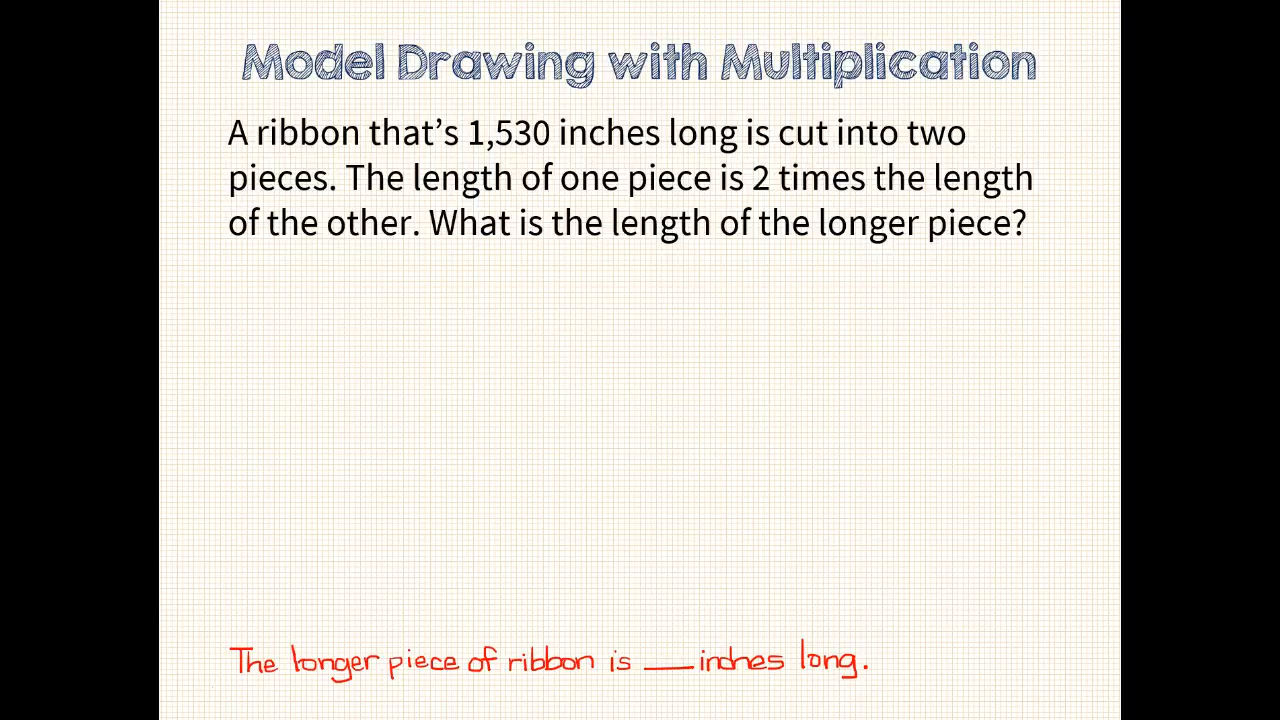 Model Drawing with Multiplication
A ribbon that’s 1,530 inches long is cut into two
pieces. The length of one piece is 2 times the length
of the other. What is the length of the longer piece?
The longer piece of ribbon is ___ inches long.